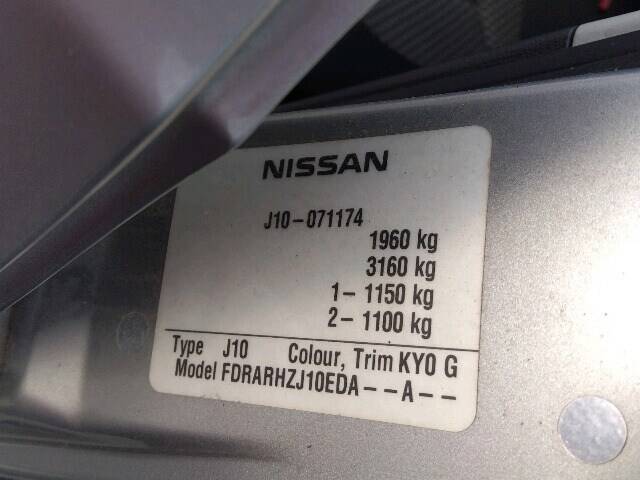 NISSAN
J10-071174
1960 kg
3160 kg
1- 1150 kg
2- 1100 kg
Type J10 Colour, Trim KY0 G
Model FDRARHZJ10EDA--A--